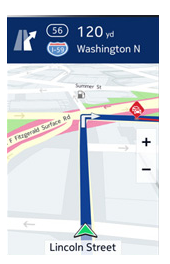 56
120 yd
I-59
Washington N
Summer St
F Fitzgerald Surface Rd
+
-
Lincoln Street